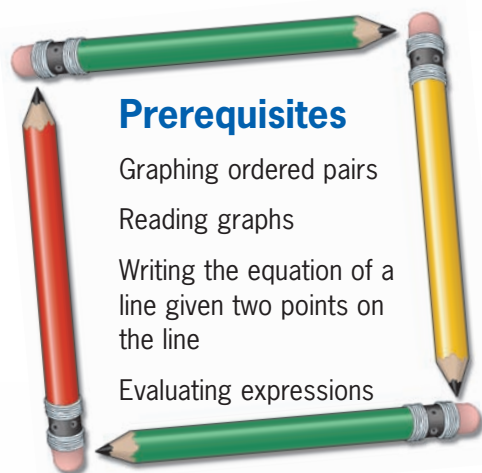 Prerequisites
Graphing ordered pairs
Reading graphs
Writing the equation of a
line given two points on
the line
Evaluating expressions